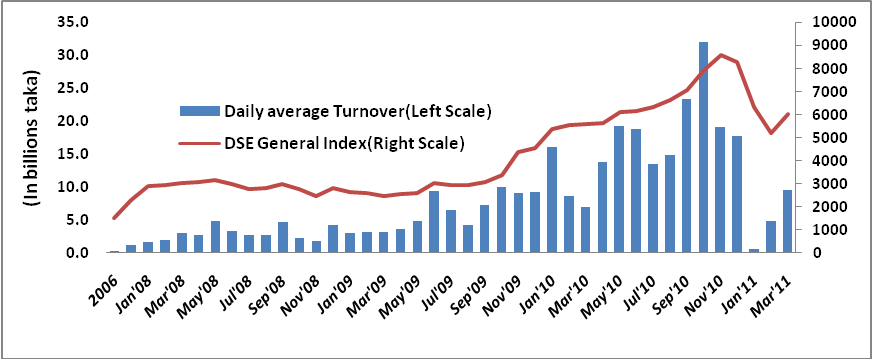 35.0
30.0
25.0
20.0
15.0
10.0
5.0
0.0
(In billions taka)
10000
9000
8000
7000
6000
5000
4000
3000
2000
1000
0
Daily average Turnover(Left Scale)
DSE General Index(Right Scale)
2006
Jan'08
Mar'08
May'08
Jul'08
Sep'08
Nov'08
Jan'09
Mar'09
May'09
Jul'09
Sep'09
Nov'09
Jan'10
Mar'10
May'10
Jul'10
Sep'10
Nov'10
Jan'11
Mar'11